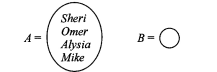 Sheri
Omer
A = Alysia B =
Mike